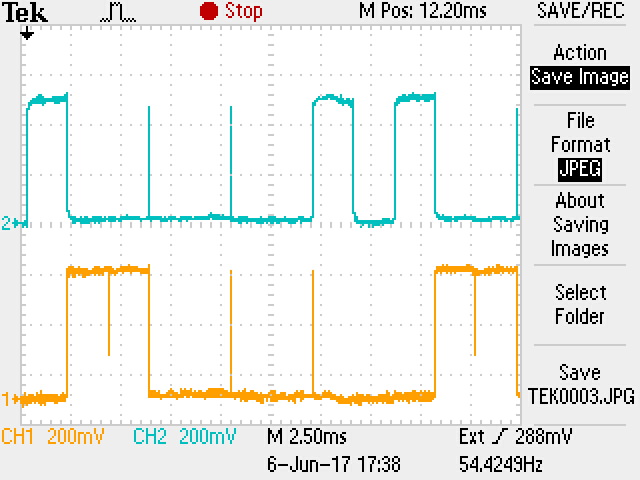 Tek Stop M Pos: 12.20ms SAVE/REC
Action
Save Image
File
Format
JPEG
About
Saving
Images
Select
Folder
Save
TEK0003.JPG
2
1
CH1 200mV CH2 200mV M 2.50ms Ext 288mV
6-Jun-17 17:38 54.4249Hz